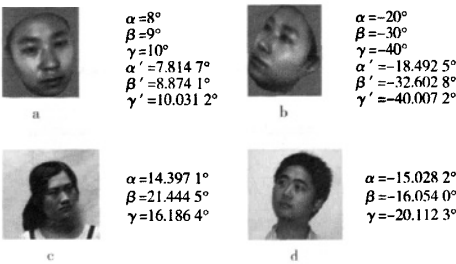 α=8°
β=9°
γ=10°
α′=7.814 7°
β′=8.874 1°
γ′=10.031 2°
a
α=-20°
β=-30°
γ=-40°
α′=-18.492 5°
β′=-32.602 8°
γ′=-40.007 2°
b
α=14.397 1°
β=21.444 5°
γ=16.186 4°
c
α=-15.028 2°
β=-16.054 0°
γ=-20.112 3°
d